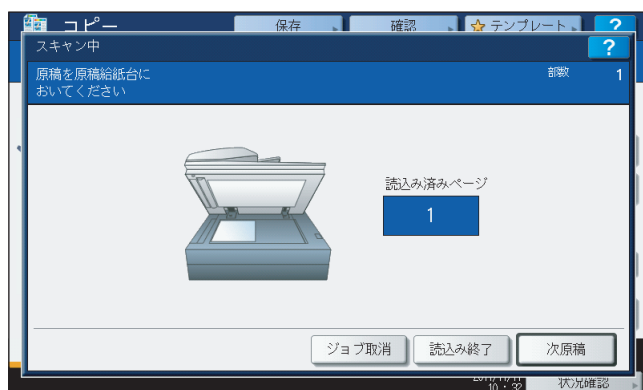 コピー
保存
確認
テンプレート
?
スキャン中
?
原稿を原稿給紙台に
おいてください
部数
1
読込み済みページ
1
ジョブ取消
読込み終了
次原稿
10：32
状況確認